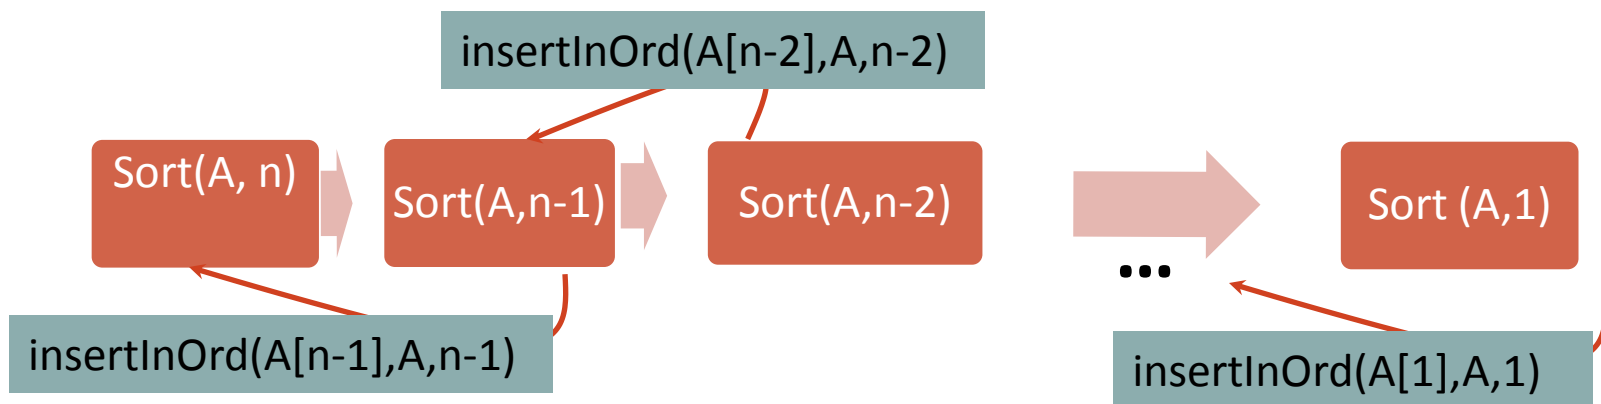 insertInOrd(A[n-2],A,n-2)
Sort(A, n)
Sort(A,n-1)
Sort(A,n-2)
Sort (A,1)
...
insertInOrd(A[n-1],A,n-1)
insertInOrd(A[1],A,1)